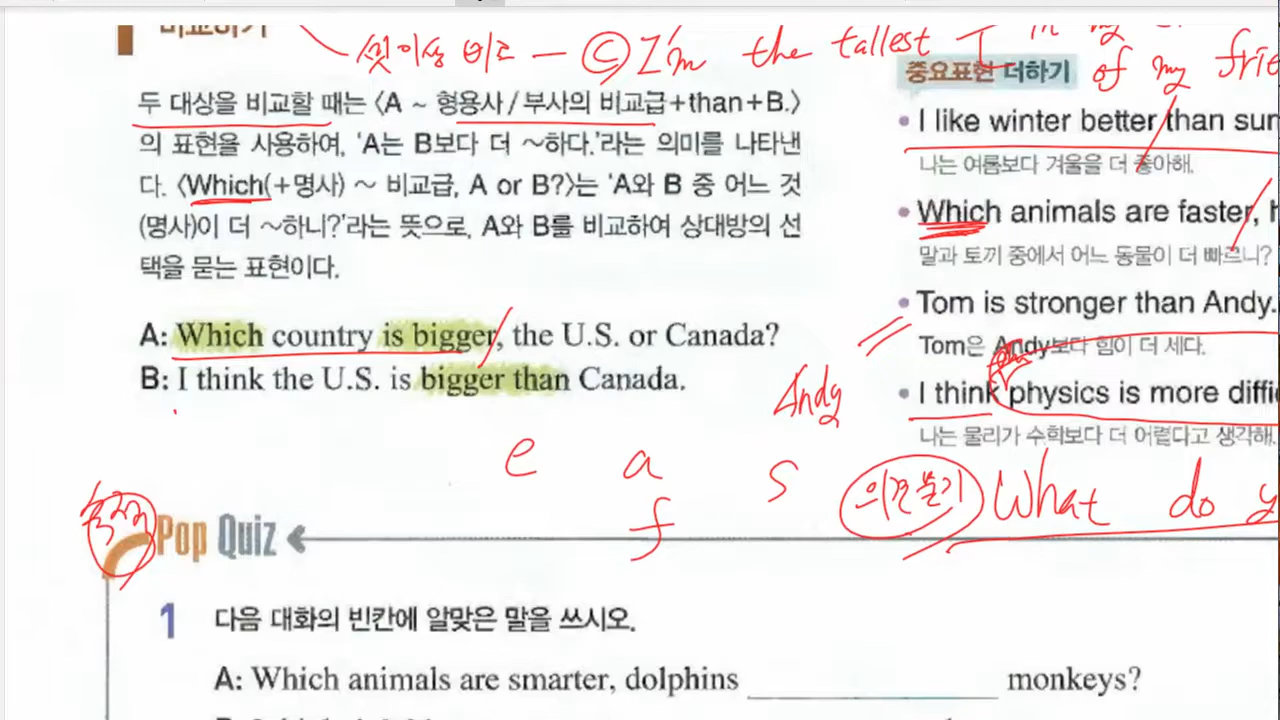 비교하기
셋 이상 비교 – ⓒ I'm the tallest in my
of my frie
두 대상을 비교할 때는 〈A ~ 형용사/부사의 비교급+than+B.〉
의 표현을 사용하여, 'A는 B보다 더 ~하다.'라는 의미를 나타낸
다. 〈Which(+명사) ~ 비교급, A or B?〉는 'A와 B 중 어느 것
(명사)이 더 ~하니?'라는 뜻으로, A와 B를 비교하여 상대방의 선
택을 묻는 표현이다.
A: Which country is bigger, the U.S. or Canada?
B: I think the U.S. is bigger than Canada.
중요표현 더하기
• I like winter better than sum
나는 여름보다 겨울을 더 좋아해.
• Which animals are faster, h
말과 토끼 중에서 어느 동물이 더 빠르니?
• Tom is stronger than Andy.
Tom은 Andy보다 힘이 더 세다.
• I think physics is more diffi
나는 물리가 수학보다 더 어렵다고 생각해.
Andy
e a s
f
의견 묻기 What do y
Pop Quiz
1 다음 대화의 빈칸에 알맞은 말을 쓰시오.
A: Which animals are smarter, dolphins ____________ monkeys?